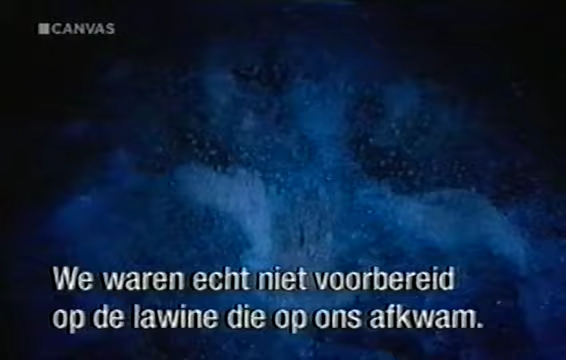 CANVAS
We waren echt niet voorbereid
op de lawine die op ons afkwam.